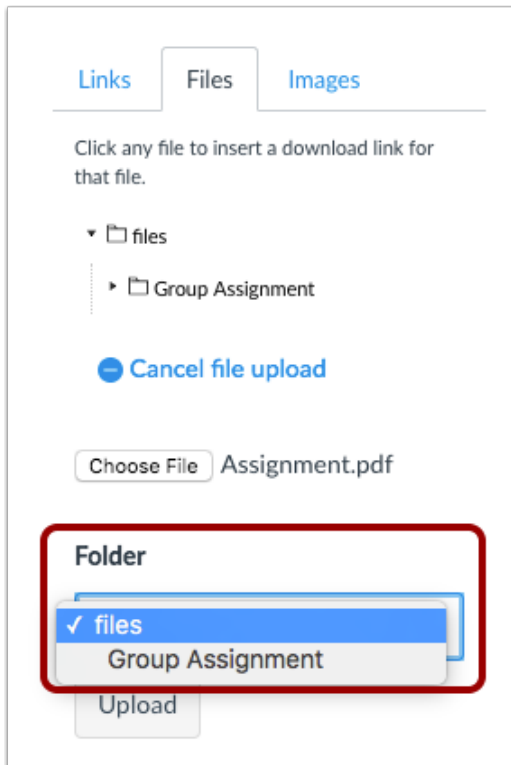 Links Files Images
Click any file to insert a download link for
that file.
files
Group Assignment
Cancel file upload
Choose File Assignment.pdf
Folder
files
Group Assignment
Upload